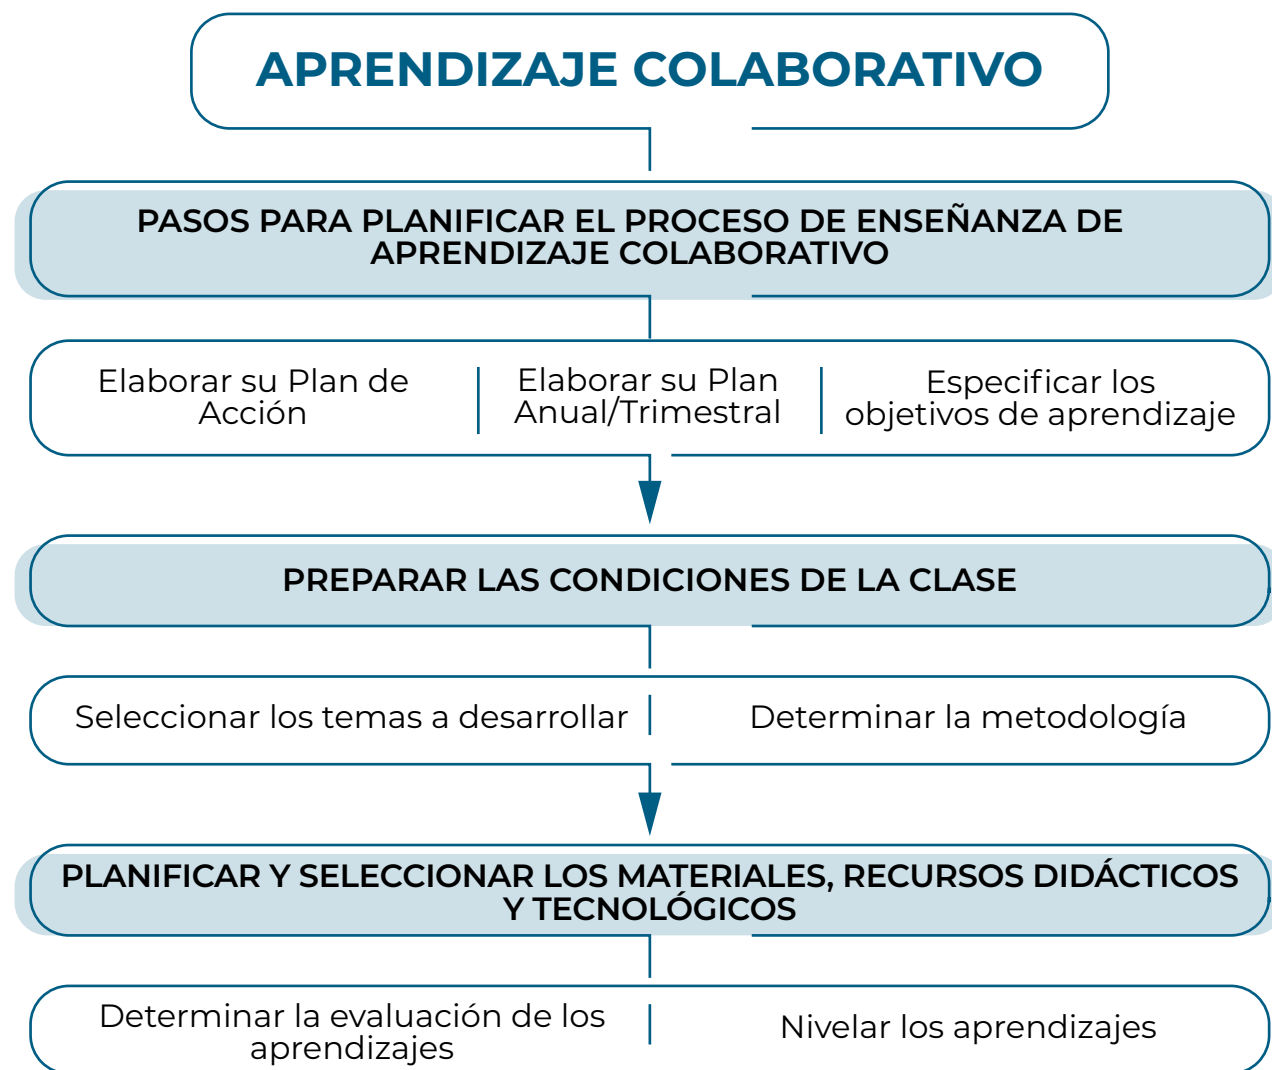 APRENDIZAJE COLABORATIVO
PASOS PARA PLANIFICAR EL PROCESO DE ENSEÑANZA DE
APRENDIZAJE COLABORATIVO
Elaborar su Plan de
Acción
Elaborar su Plan
Anual/Trimestral
Especificar los
objetivos de aprendizaje
PREPARAR LAS CONDICIONES DE LA CLASE
Seleccionar los temas a desarrollar
Determinar la metodología
PLANIFICAR Y SELECCIONAR LOS MATERIALES, RECURSOS DIDÁCTICOS
Y TECNOLÓGICOS
Determinar la evaluación de los
aprendizajes
Nivelar los aprendizajes